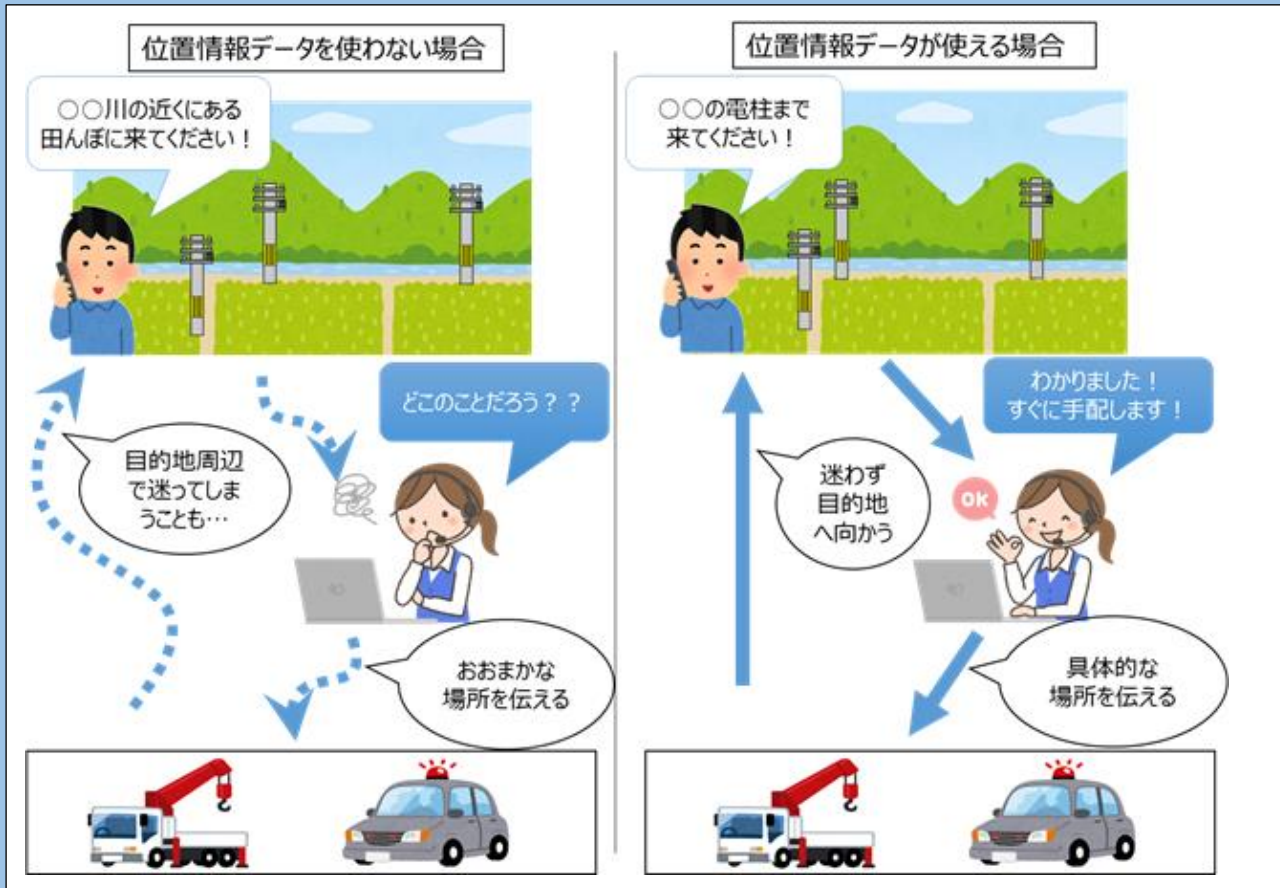 位置情報データを使わない場合
○○川の近くにある
田んぼに来てください！
どこのことだろう？？
目的地周辺
で迷ってしま
うことも…
おおまかな
場所を伝える
位置情報データが使える場合
○○の電柱まで
来てください！
わかりました！
すぐに手配します！
迷わず
目的地
へ向かう
OK
具体的な
場所を伝える